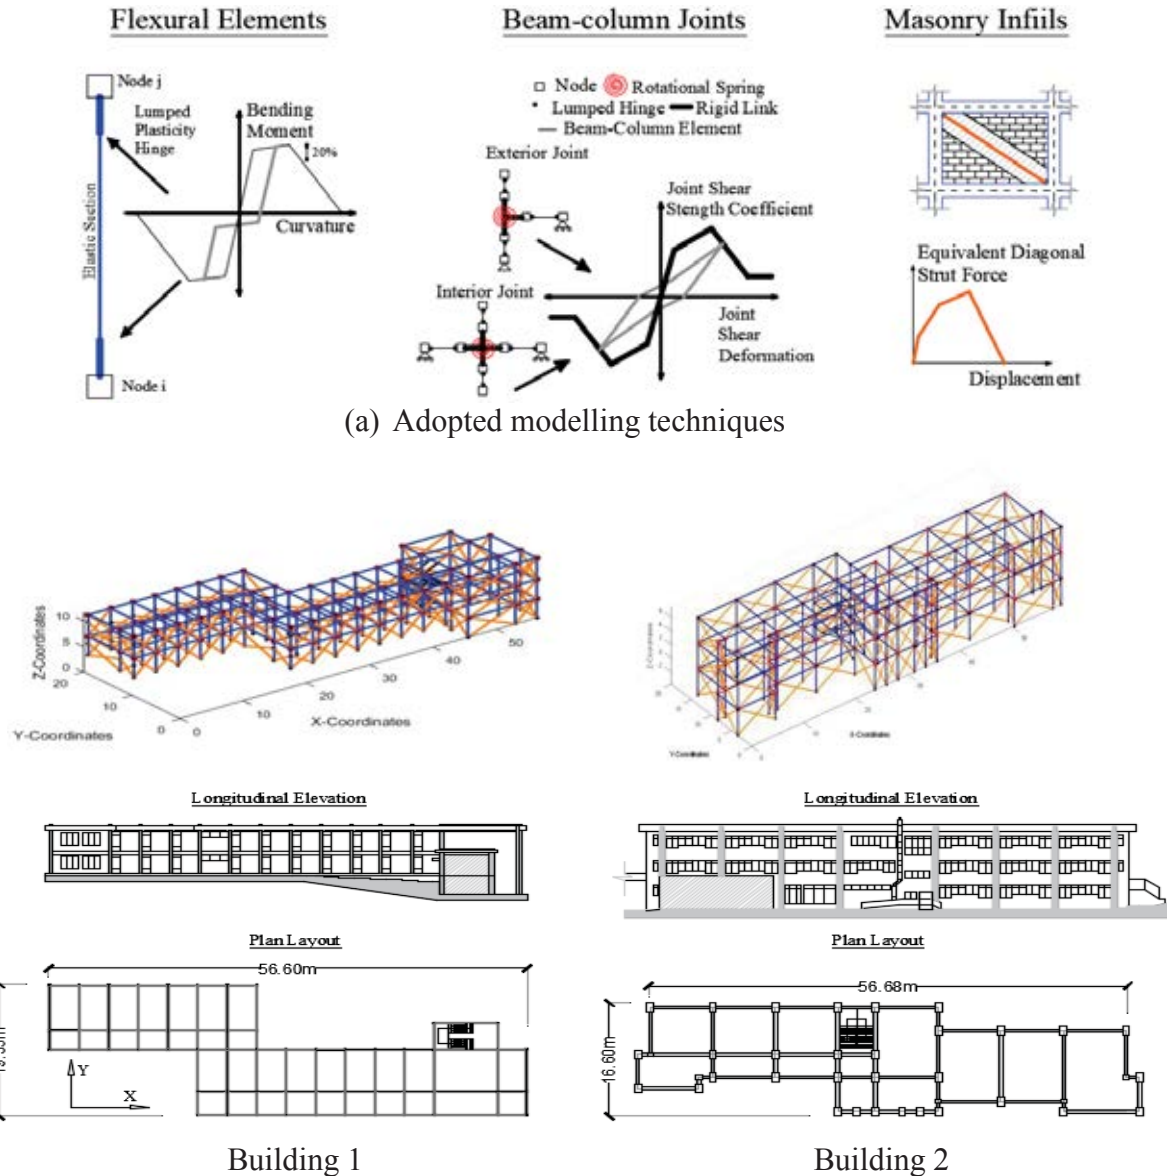 Flexural Elements
Beam-column Joints
Masonry Infiils
Node j
Lumped
Plasticity
Hinge
Bending
Moment
20%
Curvature
Elastic Section
Node i
Node
Rotational Spring
Lumped Hinge
Rigid Link
Beam-Column Element
Exterior Joint
Interior Joint
Joint Shear
Stength Coefficient
Joint
Shear
Deformation
Equivalent Diagonal
Strut Force
Displacement
(a) Adopted modelling techniques
Z-Coordinates
10
5
0
20
10
0
Y-Coordinates
0
10
20
30
40
50
X-Coordinates
Z-Coordinates
Y-Coordinates
X-Coordinates
Longitudinal Elevation
Longitudinal Elevation
Plan Layout
56.60m
Y
X
Plan Layout
56.68m
16.60m
Building 1
Building 2